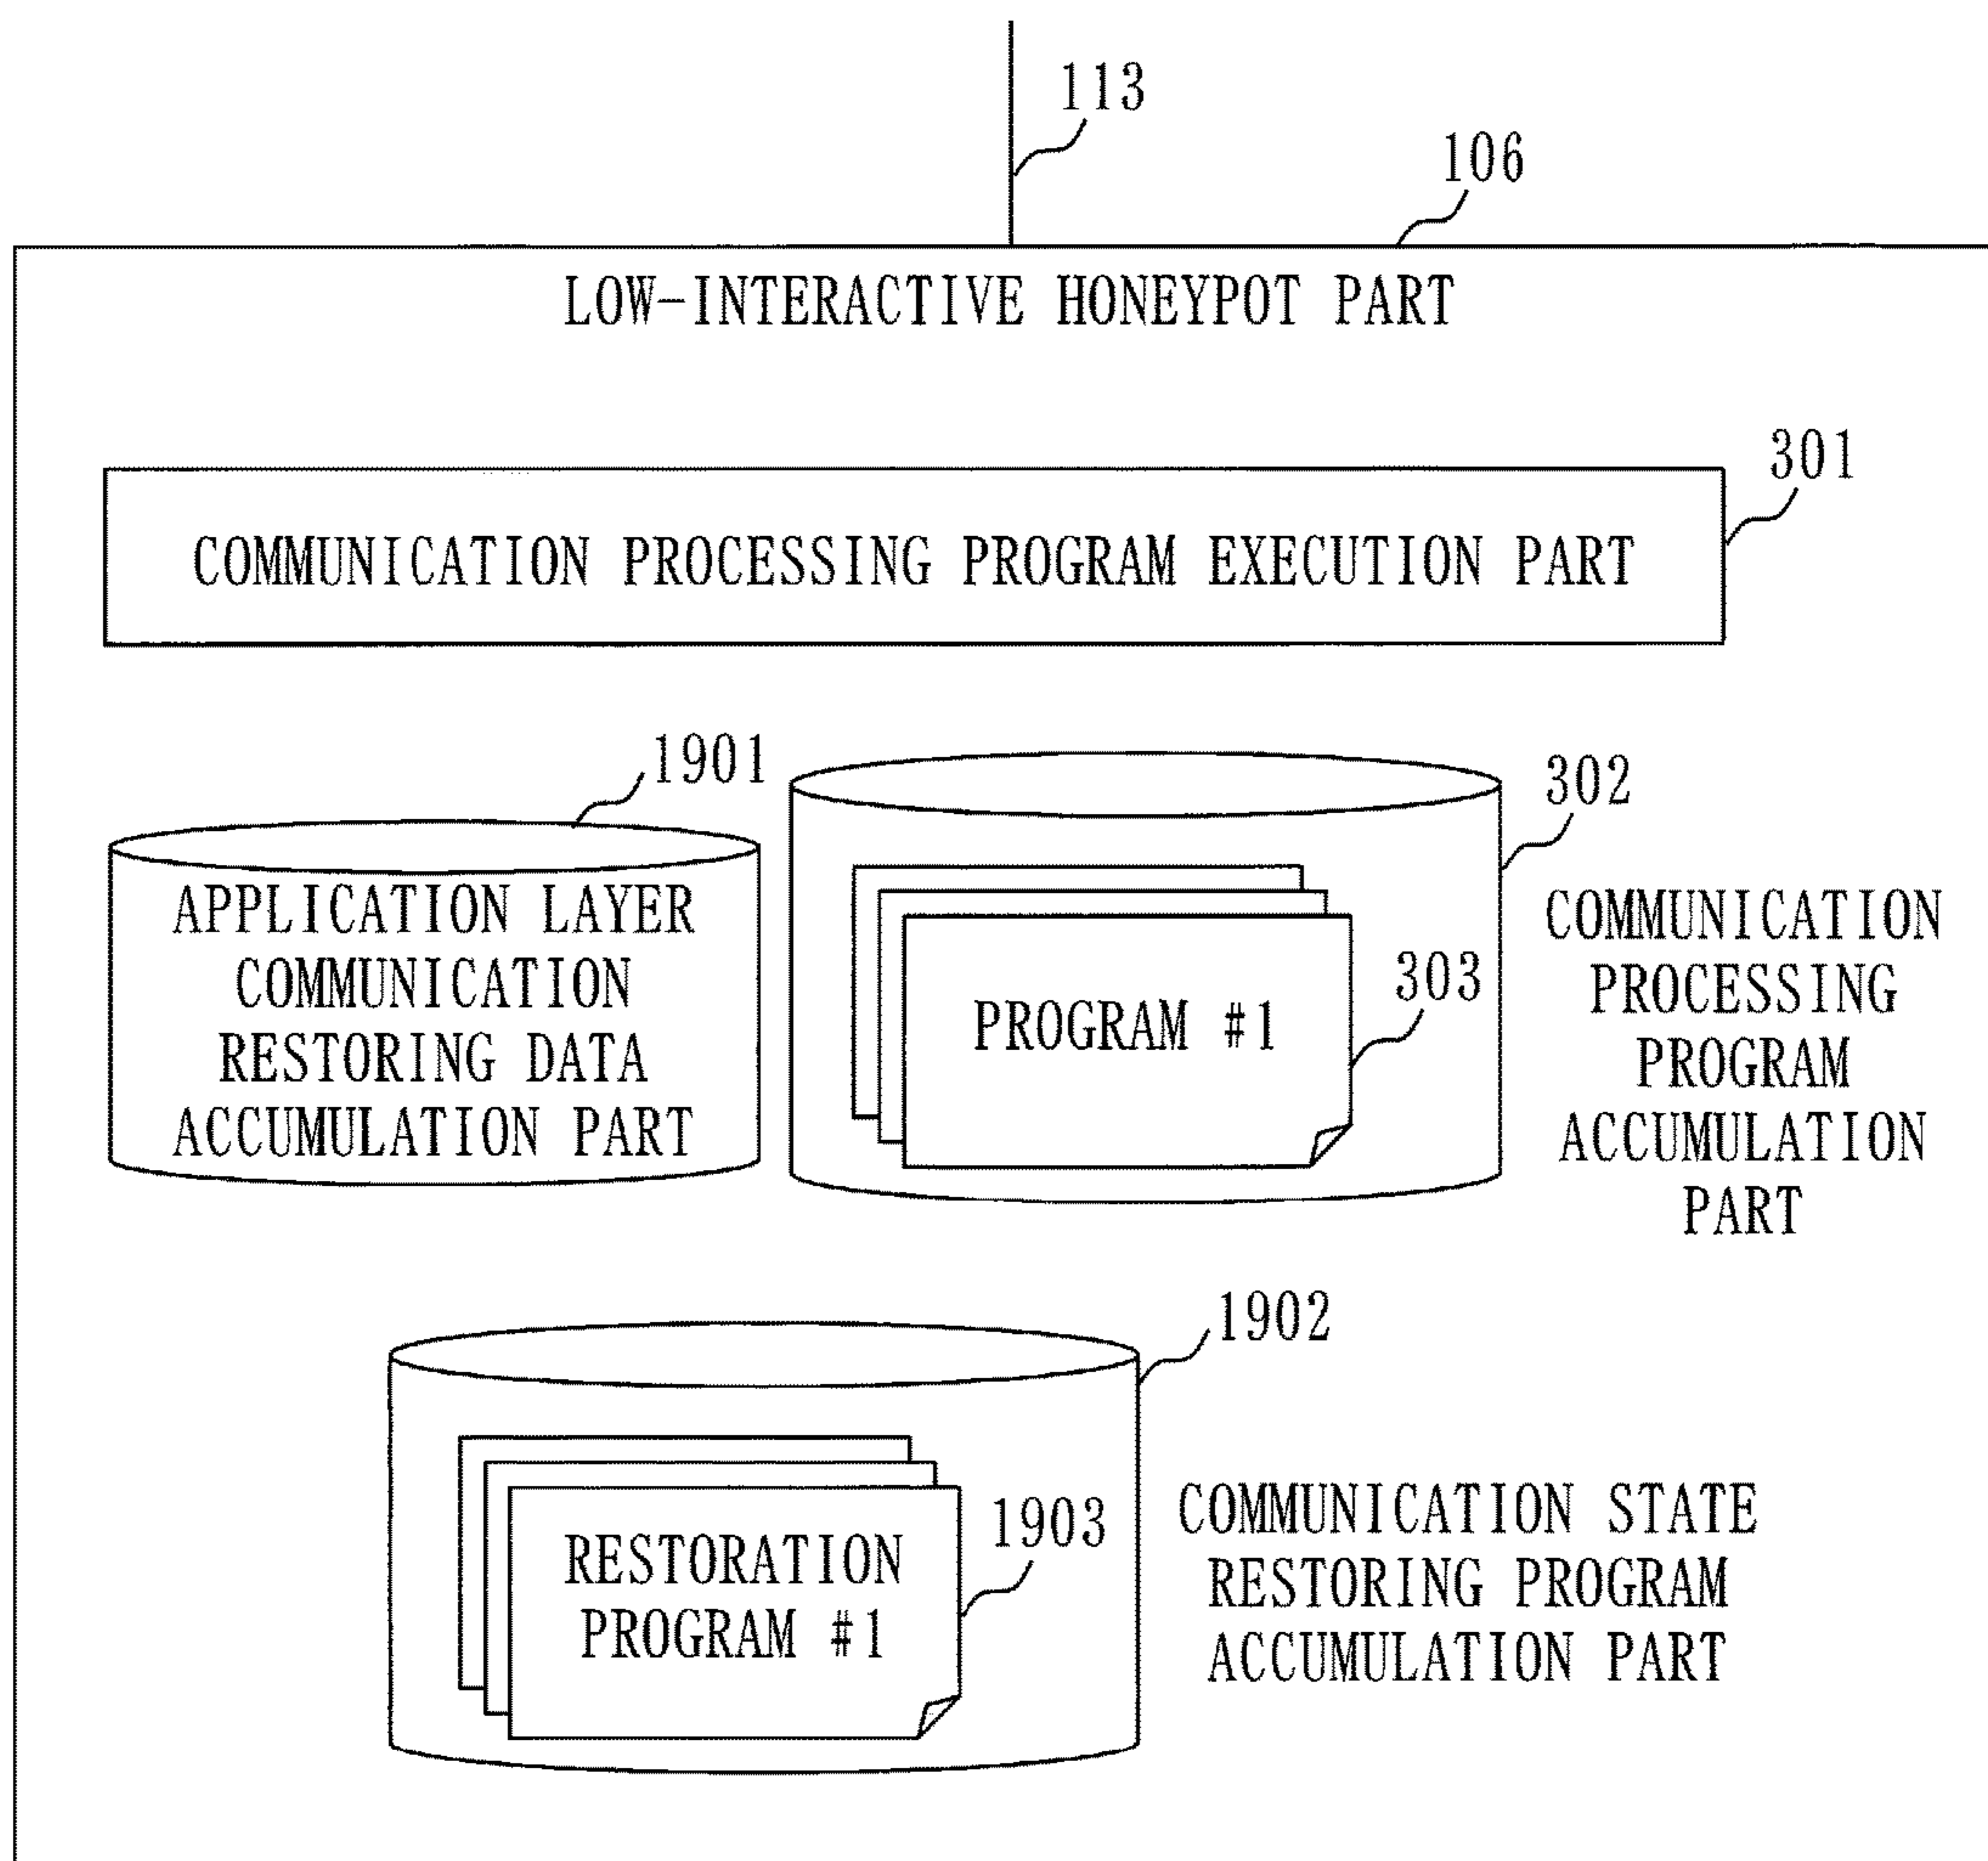 113
106
LOW-INTERACTIVE HONEYPOT PART
301
COMMUNICATION PROCESSING PROGRAM EXECUTION PART
1901
APPLICATION LAYER
COMMUNICATION
RESTORING DATA
ACCUMULATION PART
302
303
PROGRAM #1
COMMUNICATION
PROCESSING
PROGRAM
ACCUMULATION
PART
1902
1903
RESTORATION
PROGRAM #1
COMMUNICATION STATE
RESTORING PROGRAM
ACCUMULATION PART